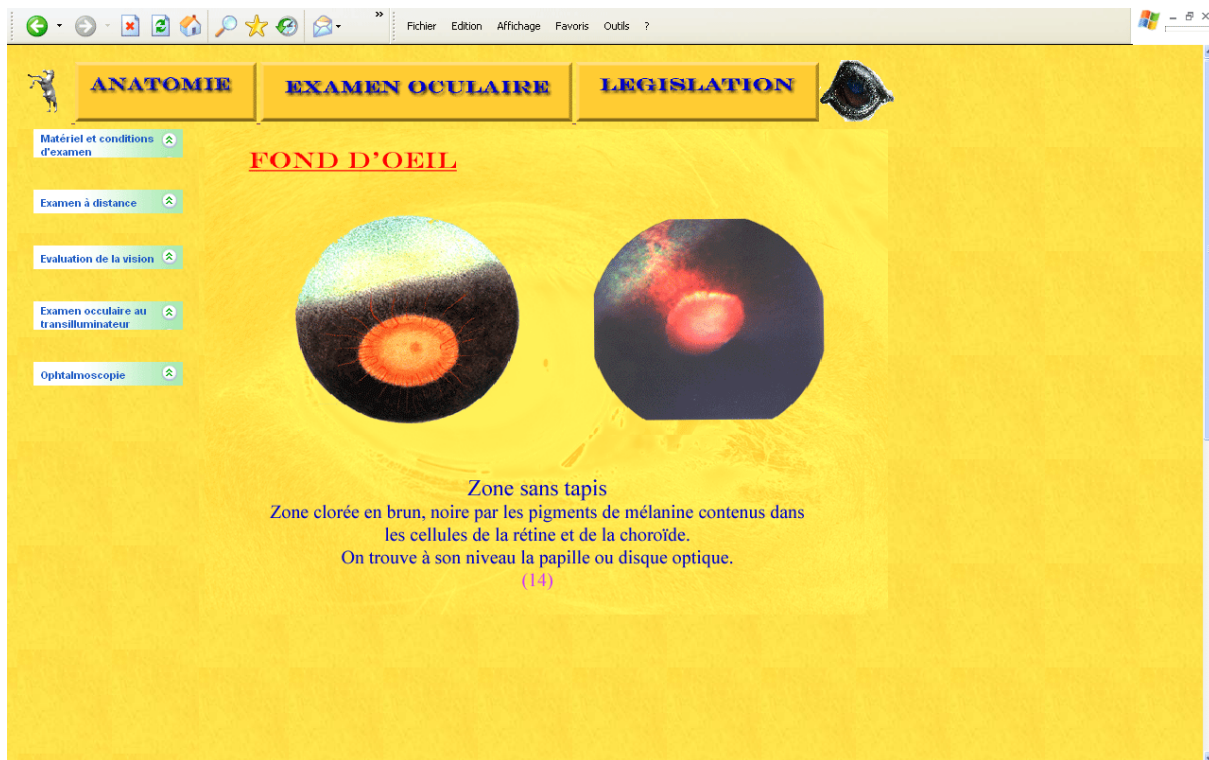 »
Fichier Edition Affichage Favoris Outils ?
ANATOMIE
EXAMEN OCULAIRE
LEGISLATION
Matériel et conditions
d'examen
Examen à distance
Evaluation de la vision
Examen occulaire au
transilluminateur
Ophtalmoscopie
FOND D'OEIL
Zone sans tapis
Zone clorée en brun, noire par les pigments de mélanine contenus dans
les cellules de la rétine et de la choroïde.
On trouve à son niveau la papille ou disque optique.
(14)